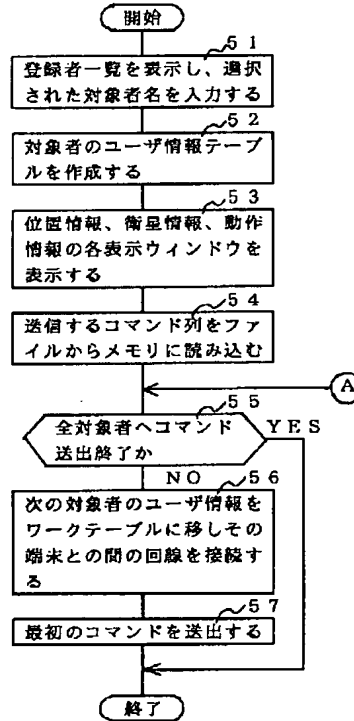 開始
51
登録者一覧を表示し、選択
された対象者名を入力する
52
対象者のユーザ情報テーブ
ルを作成する
53
位置情報、衛星情報、動作
情報の各表示ウィンドウを
表示する
54
送信するコマンド列をファ
イルからメモリに読み込む
A
55
全対象者へコマンド
送出終了か
YES
NO
56
次の対象者のユーザ情報を
ワークテーブルに移しその
端末との間の回線を接続す
る
57
最初のコマンドを送出する
終了